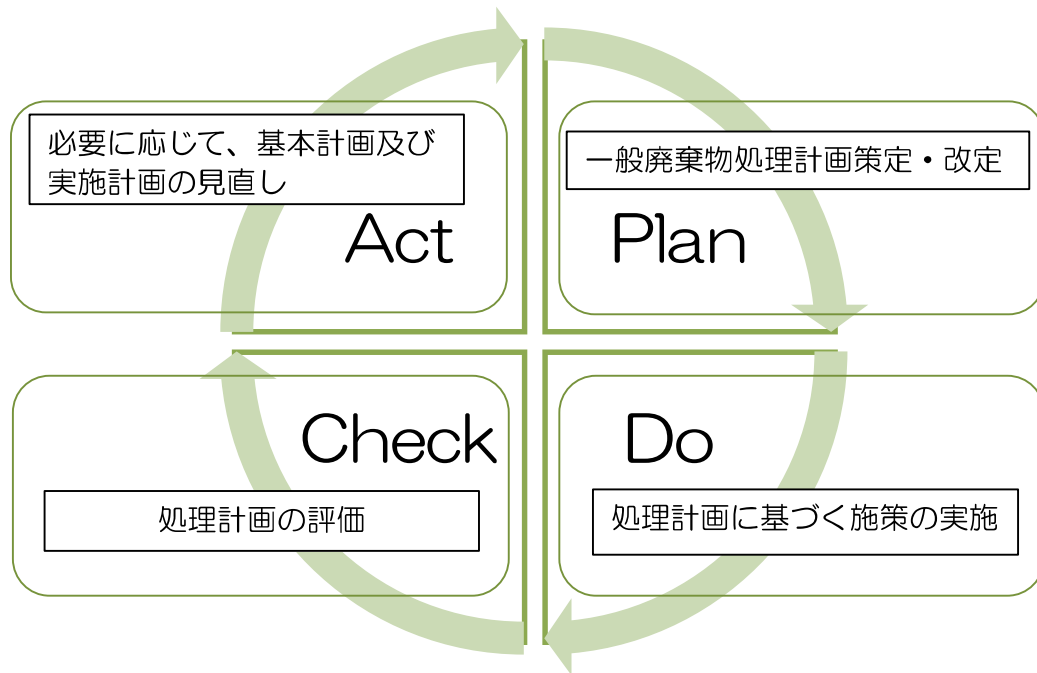 必要に応じて、基本計画及び
実施計画の見直し
Act
一般廃棄物処理計画策定・改定
Plan
Check
処理計画の評価
Do
処理計画に基づく施策の実施